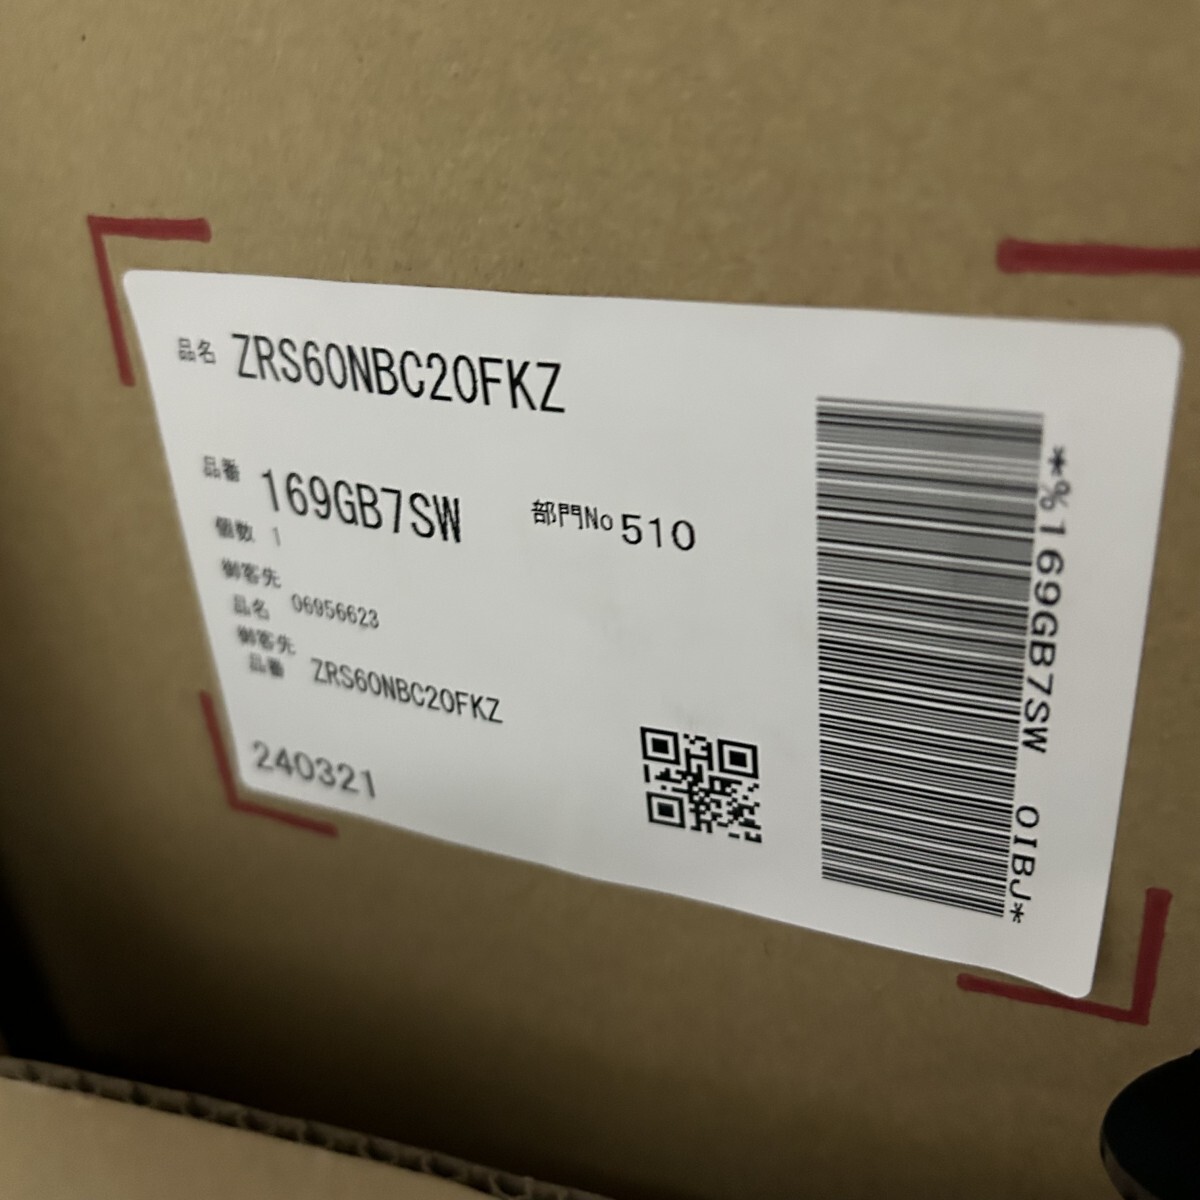 品名 ZRS60NBC20FKZ
品番 169GB7SW 部門No 510
個数 1
御客先
品名 06956623
御客先
品番 ZRS60NBC20FKZ
240321
*%169GB7SW OIBJ*